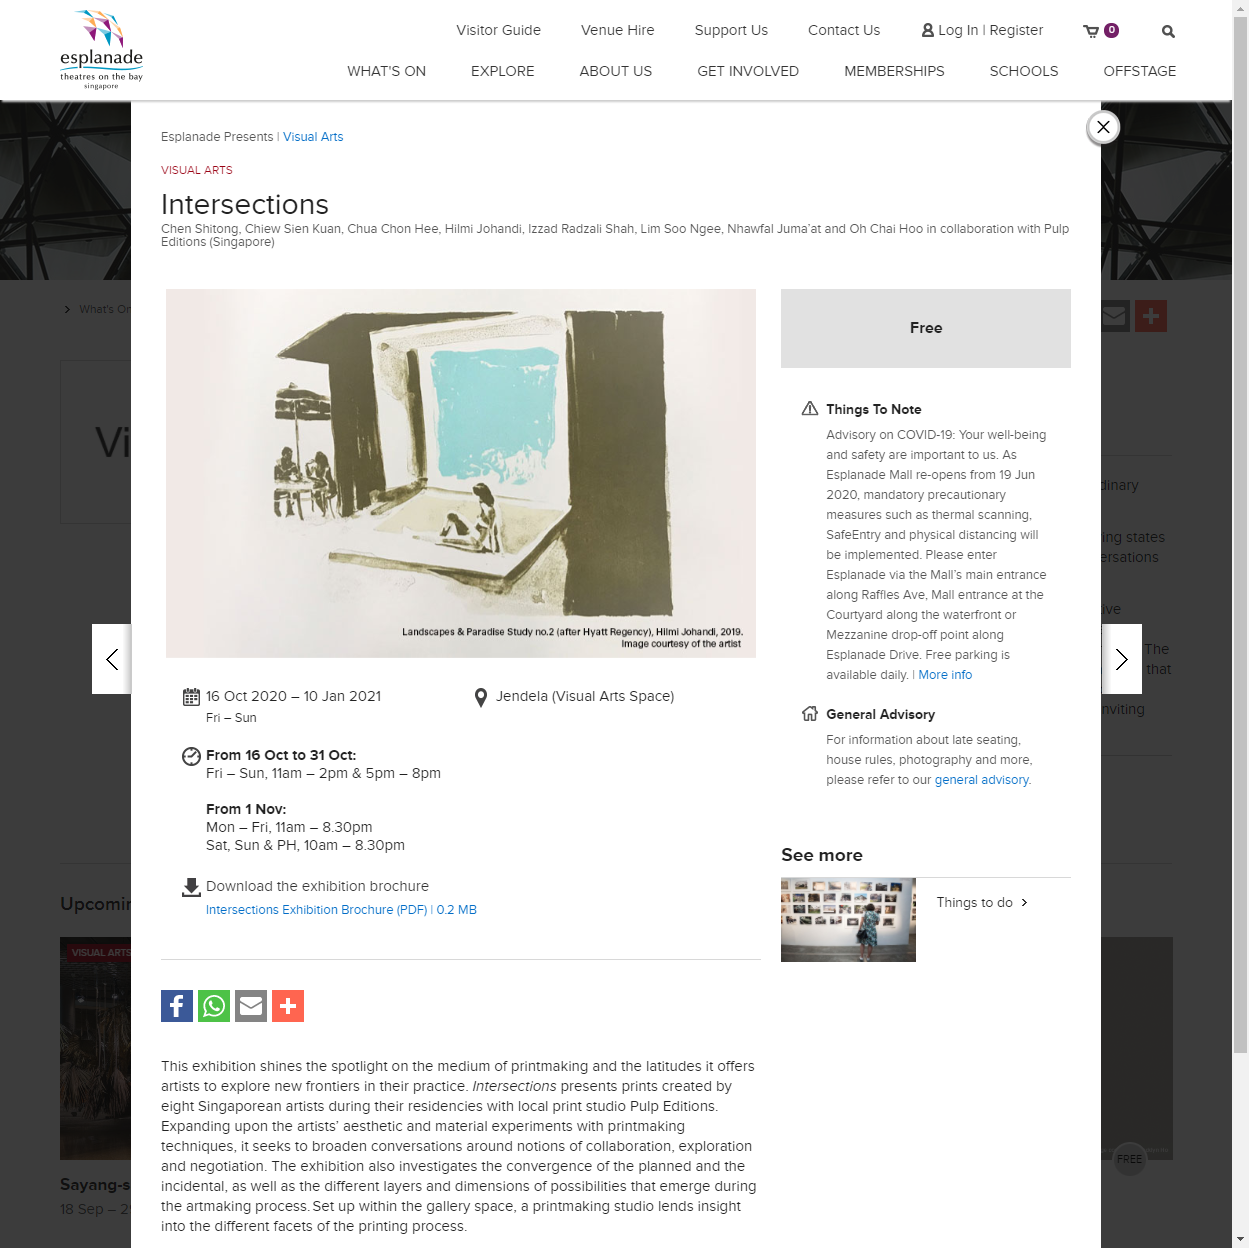 Visitor Guide Venue Hire Support Us Contact Us Log In | Register 0
esplanade
theatres on the bay
singapore
WHAT'S ON EXPLORE ABOUT US GET INVOLVED MEMBERSHIPS SCHOOLS OFFSTAGE
Esplanade Presents | Visual Arts
VISUAL ARTS
Intersections
Chen Shitong, Chiew Sien Kuan, Chua Chon Hee, Hilmi Johandi, Izzad Radzali Shah, Lim Soo Ngee, Nhawfal Juma'at and Oh Chai Hoo in collaboration with Pulp
Editions (Singapore)
What's On
Vi
Landscapes & Paradise Study no.2 (after Hyatt Regency), Hilmi Johandi, 2019.
Image courtesy of the artist
16 Oct 2020 – 10 Jan 2021
Fri – Sun
Jendela (Visual Arts Space)
From 16 Oct to 31 Oct:
Fri – Sun, 11am – 2pm & 5pm – 8pm
From 1 Nov:
Mon – Fri, 11am – 8.30pm
Sat, Sun & PH, 10am – 8.30pm
Download the exhibition brochure
Intersections Exhibition Brochure (PDF) | 0.2 MB
Free
Things To Note
Advisory on COVID-19: Your well-being
and safety are important to us. As
Esplanade Mall re-opens from 19 Jun
2020, mandatory precautionary
measures such as thermal scanning,
SafeEntry and physical distancing will
be implemented. Please enter
Esplanade via the Mall's main entrance
along Raffles Ave, Mall entrance at the
Courtyard along the waterfront or
Mezzanine drop-off point along
Esplanade Drive. Free parking is
available daily. | More info
General Advisory
For information about late seating,
house rules, photography and more,
please refer to our general advisory.
See more
Things to do
dinary
ing states
ersations
ive
The
that
nviting
Upcomin
VISUAL ARTS
Sayang-s
18 Sep – 2
FREE
This exhibition shines the spotlight on the medium of printmaking and the latitudes it offers
artists to explore new frontiers in their practice. Intersections presents prints created by
eight Singaporean artists during their residencies with local print studio Pulp Editions.
Expanding upon the artists' aesthetic and material experiments with printmaking
techniques, it seeks to broaden conversations around notions of collaboration, exploration
and negotiation. The exhibition also investigates the convergence of the planned and the
incidental, as well as the different layers and dimensions of possibilities that emerge during
the artmaking process. Set up within the gallery space, a printmaking studio lends insight
into the different facets of the printing process.